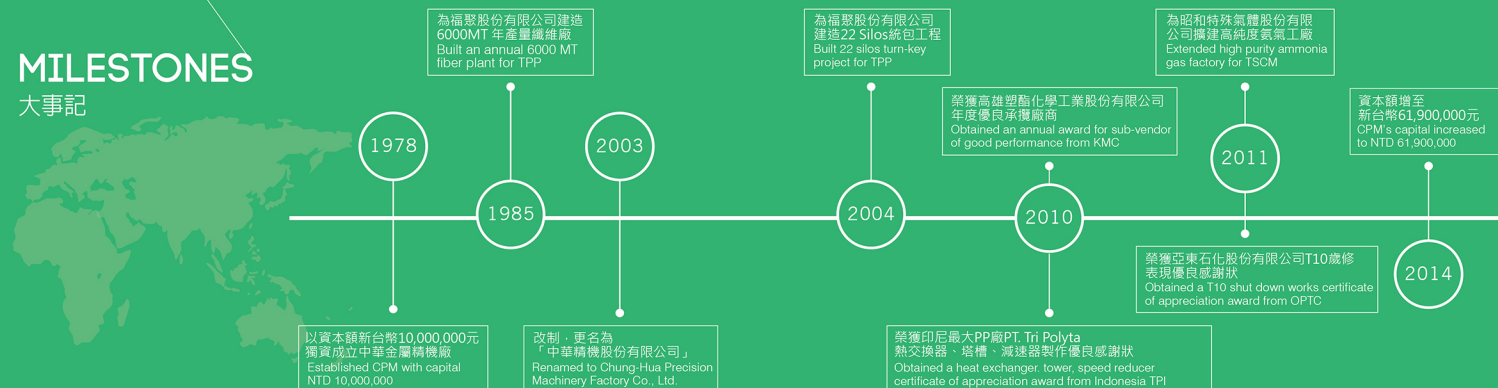 MILESTONES
大事記
1978
以資本額新台幣10,000,000元
獨資成立中華金屬精機廠
Established CPM with capital
NTD 10,000,000
為福聚股份有限公司建造
6000MT 年產量纖維廠
Built an annual 6000 MT
fiber plant for TPP
1985
2003
改制，更名為
「中華精機股份有限公司」
Renamed to Chung-Hua Precision
Machinery Factory Co., Ltd.
為福聚股份有限公司
建造22 Silos統包工程
Built 22 silos turn-key
project for TPP
2004
榮獲高雄塑酯化學工業股份有限公司
年度優良承攬廠商
Obtained an annual award for sub-vendor
of good performance from KMC
2010
榮獲印尼最大PP廠PT. Tri Polyta
熱交換器、塔槽、減速器製作優良感謝狀
Obtained a heat exchanger. tower, speed reducer
certificate of appreciation award from Indonesia TPI
為昭和特殊氣體股份有限
公司擴建高純度氨氣工廠
Extended high purity ammonia
gas factory for TSCM
2011
榮獲亞東石化股份有限公司T10歲修
表現優良感謝狀
Obtained a T10 shut down works certificate
of appreciation award from OPTC
資本額增至
新台幣61,900,000元
CPM's capital increased
to NTD 61,900,000
2014